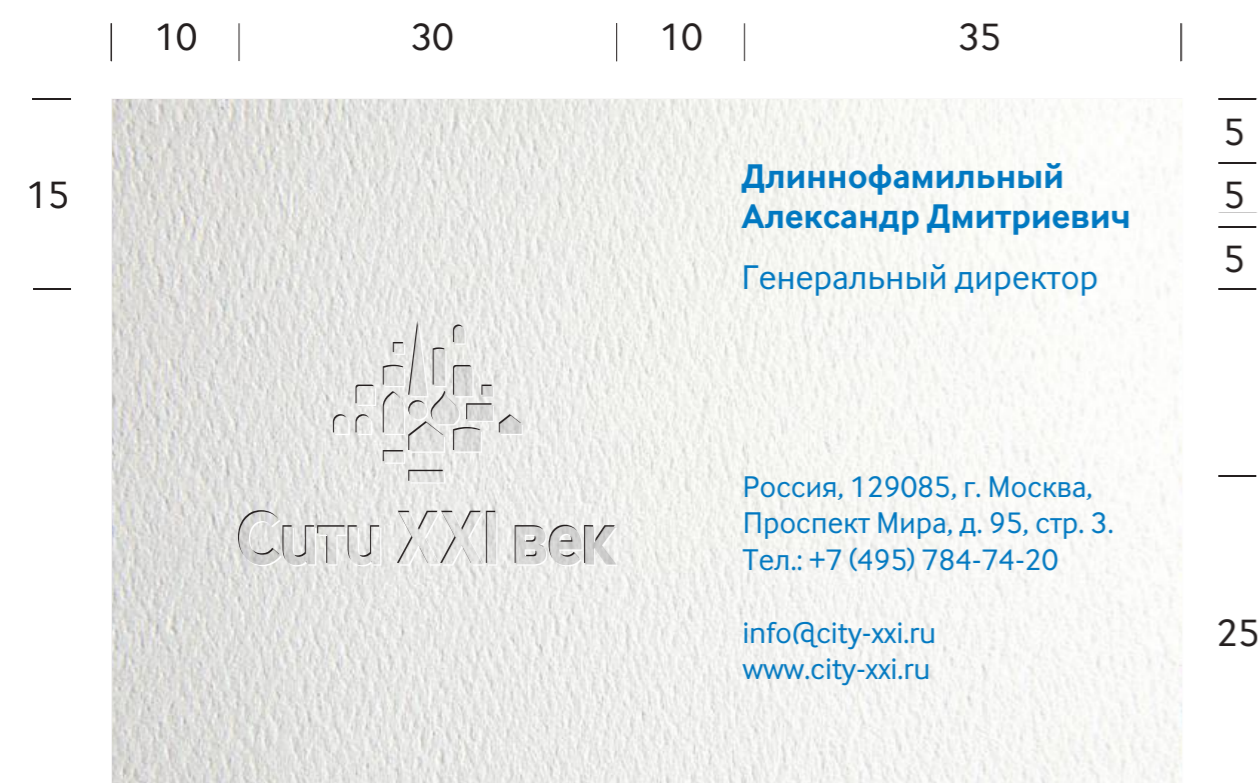 10 30 10 35
5
15
5
5
Длиннофамильный
Александр Дмитриевич
Генеральный директор
Сити XXI век
Россия, 129085, г. Москва,
Проспект Мира, д. 95, стр. 3.
Тел.: +7 (495) 784-74-20
info@city-xxi.ru
www.city-xxi.ru
25